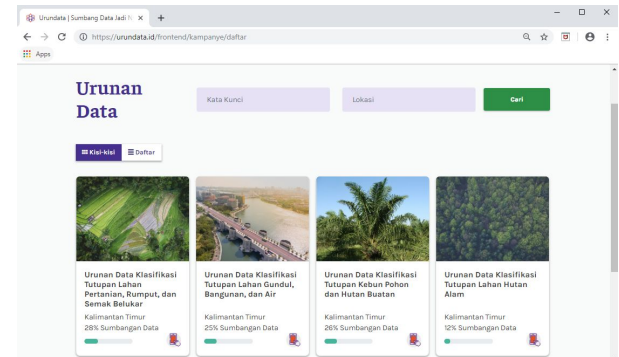 Urundata | Sumbang Data Jadi
https://urundata.id/frontend/kampanye/daftar
Apps
Urunan
Data
Kata Kunci
Lokasi
Cari
Kisi-kisi
Daftar
Urunan Data Klasifikasi
Tutupan Lahan
Pertanian, Rumput, dan
Semak Belukar
Kalimantan Timur
28% Sumbangan Data
Urunan Data Klasifikasi
Tutupan Lahan Gundul,
Bangunan, dan Air
Kalimantan Timur
25% Sumbangan Data
Urunan Data Klasifikasi
Tutupan Kebun Pohon
dan Hutan Buatan
Kalimantan Timur
26% Sumbangan Data
Urunan Data Klasifikasi
Tutupan Lahan Hutan
Alam
Kalimantan Timur
12% Sumbangan Data